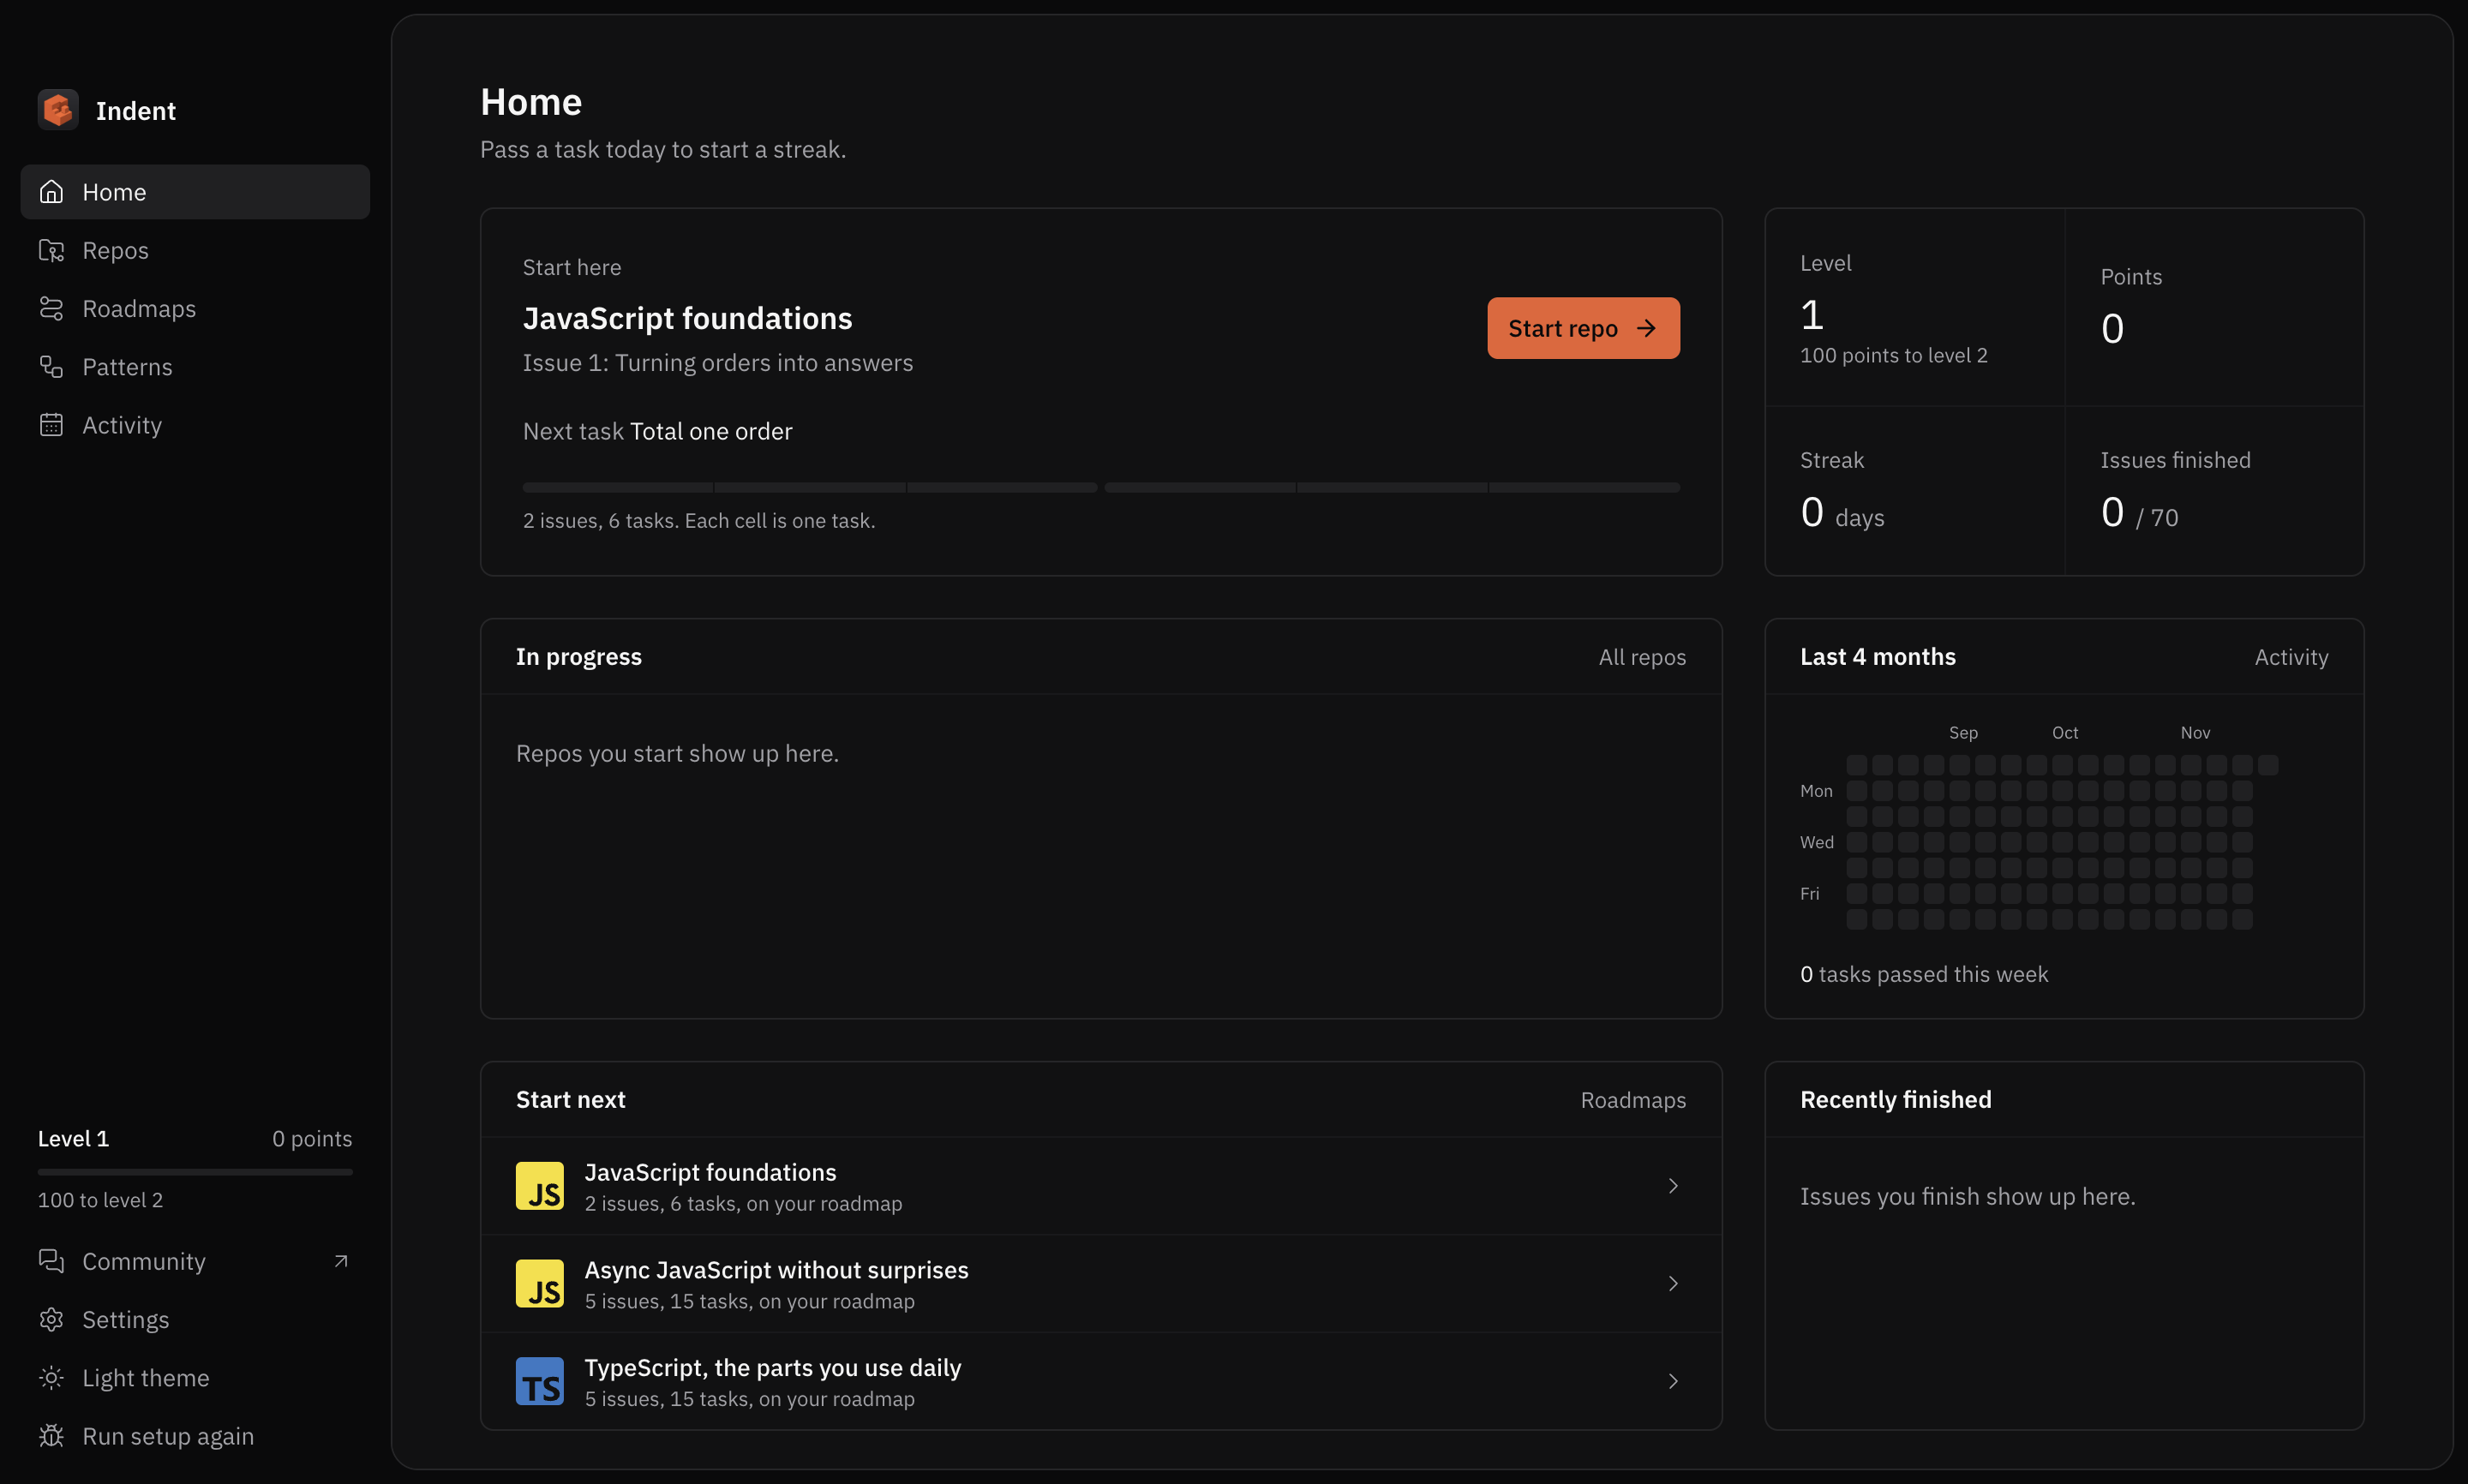 Indent
Home
Repos
Roadmaps
Patterns
Activity
Level 1
0 points
100 to level 2
Community
Settings
Light theme
Run setup again
Home
Pass a task today to start a streak.
Start here
JavaScript foundations
Issue 1: Turning orders into answers
Start repo
Next task Total one order
2 issues, 6 tasks. Each cell is one task.
Level
1
100 points to level 2
Points
0
Streak
0 days
Issues finished
0 / 70
In progress
All repos
Repos you start show up here.
Last 4 months
Activity
Sep Oct Nov
Mon
Wed
Fri
0 tasks passed this week
Start next
Roadmaps
JS
JavaScript foundations
2 issues, 6 tasks, on your roadmap
JS
Async JavaScript without surprises
5 issues, 15 tasks, on your roadmap
TS
TypeScript, the parts you use daily
5 issues, 15 tasks, on your roadmap
Recently finished
Issues you finish show up here.